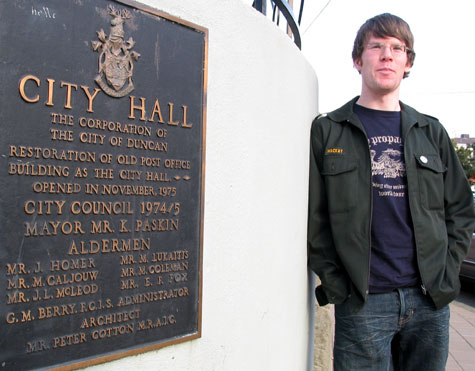 CITY HALL
THE CORPORATION OF
THE CITY OF DUNCAN
RESTORATION OF OLD POST OFFICE
BUILDING AS THE CITY HALL.
OPENED IN NOVEMBER, 1975
CITY COUNCIL 1974/5
MAYOR MR. K. PASKIN
ALDERMEN
MR. J. HOMER MR. M. LUKAITIS
MR. M. CALJOUW MR. M. COLEMAN
MR. J. L. McLEOD MR. E. F. FOX
G. M. BERRY. F.C.I.S. ADMINISTRATOR
ARCHITECT
MR. PETER COTTON M.R.A.I.C.